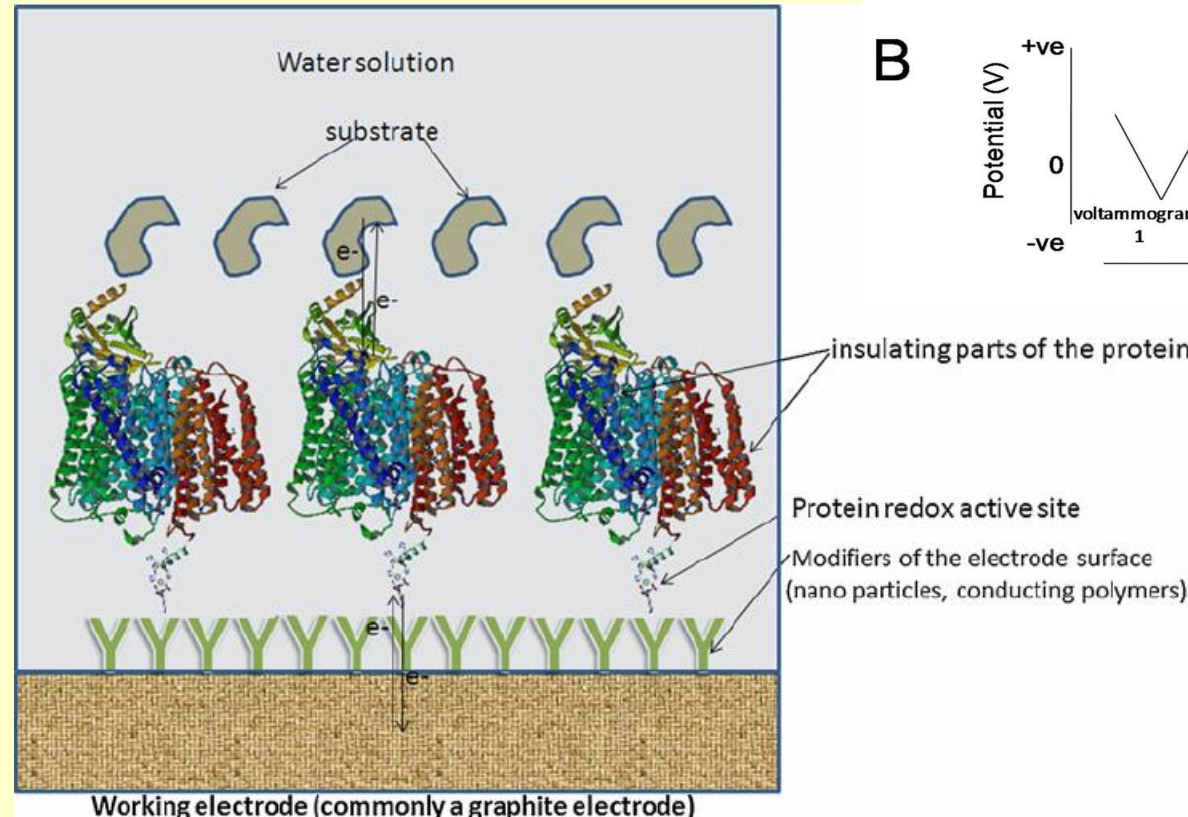 Water solution
substrate
e-
e-
insulating parts of the protein
Protein redox active site
Modifiers of the electrode surface
(nano particles, conducting polymers)
e-
e-
Working electrode (commonly a graphite electrode)
B
Potential (V)
+ve
0
-ve
1